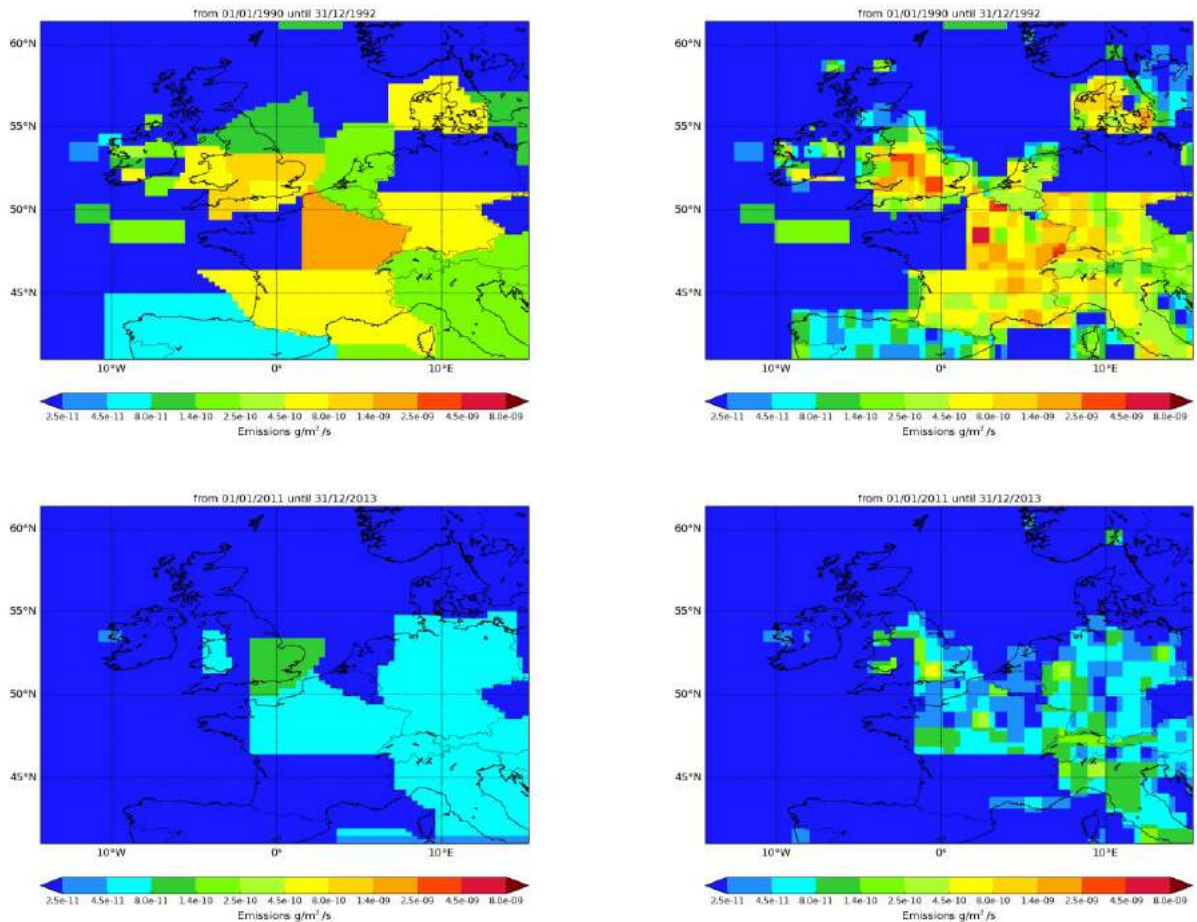 from 01/01/1990 until 31/12/1992
60°N
55°N
50°N
45°N
10°W 0° 10°E
2.5e-11 4.5e-11 8.0e-11 1.4e-10 2.5e-10 4.5e-10 8.0e-10 1.4e-09 2.5e-09 4.5e-09 8.0e-09
Emissions g/m²/s
from 01/01/1990 until 31/12/1992
60°N
55°N
50°N
45°N
10°W 0° 10°E
2.5e-11 4.5e-11 8.0e-11 1.4e-10 2.5e-10 4.5e-10 8.0e-10 1.4e-09 2.5e-09 4.5e-09 8.0e-09
Emissions g/m²/s
from 01/01/2011 until 31/12/2013
60°N
55°N
50°N
45°N
10°W 0° 10°E
2.5e-11 4.5e-11 8.0e-11 1.4e-10 2.5e-10 4.5e-10 8.0e-10 1.4e-09 2.5e-09 4.5e-09 8.0e-09
Emissions g/m²/s
from 01/01/2011 until 31/12/2013
60°N
55°N
50°N
45°N
10°W 0° 10°E
2.5e-11 4.5e-11 8.0e-11 1.4e-10 2.5e-10 4.5e-10 8.0e-10 1.4e-09 2.5e-09 4.5e-09 8.0e-09
Emissions g/m²/s